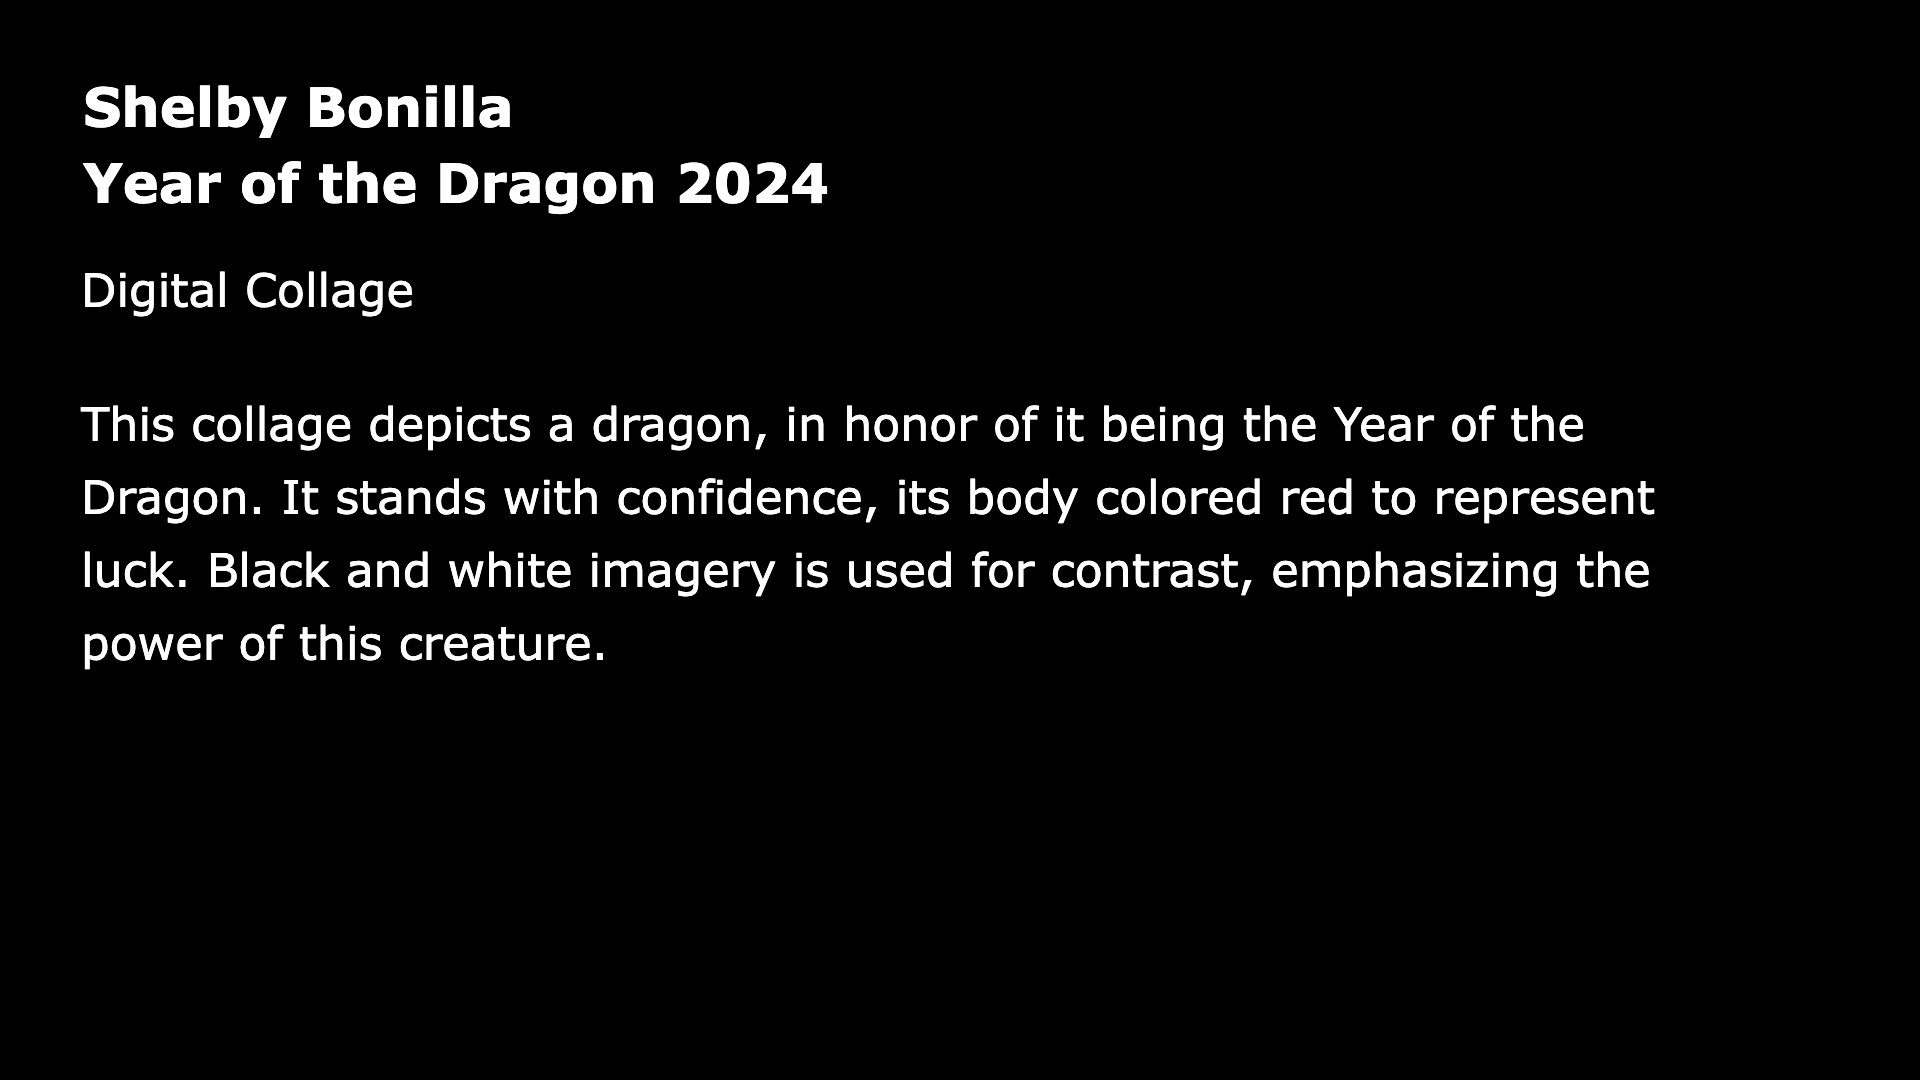 Shelby Bonilla
Year of the Dragon 2024
Digital Collage
This collage depicts a dragon, in honor of it being the Year of the
Dragon. It stands with confidence, its body colored red to represent
luck. Black and white imagery is used for contrast, emphasizing the
power of this creature.